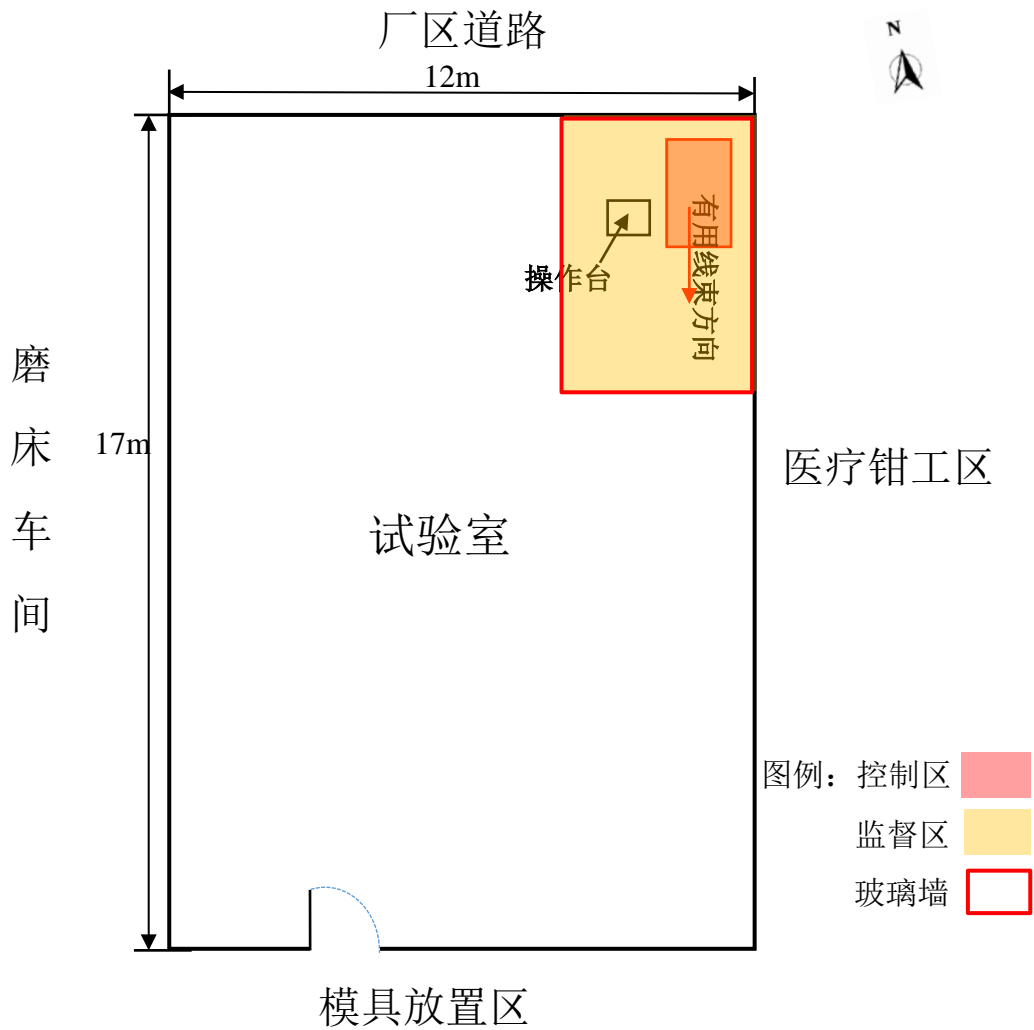 厂区道路
N
12m
有用线束方向
操作台
磨床车间
17m
医疗钳工区
试验室
图例：控制区
监督区
玻璃墙
模具放置区